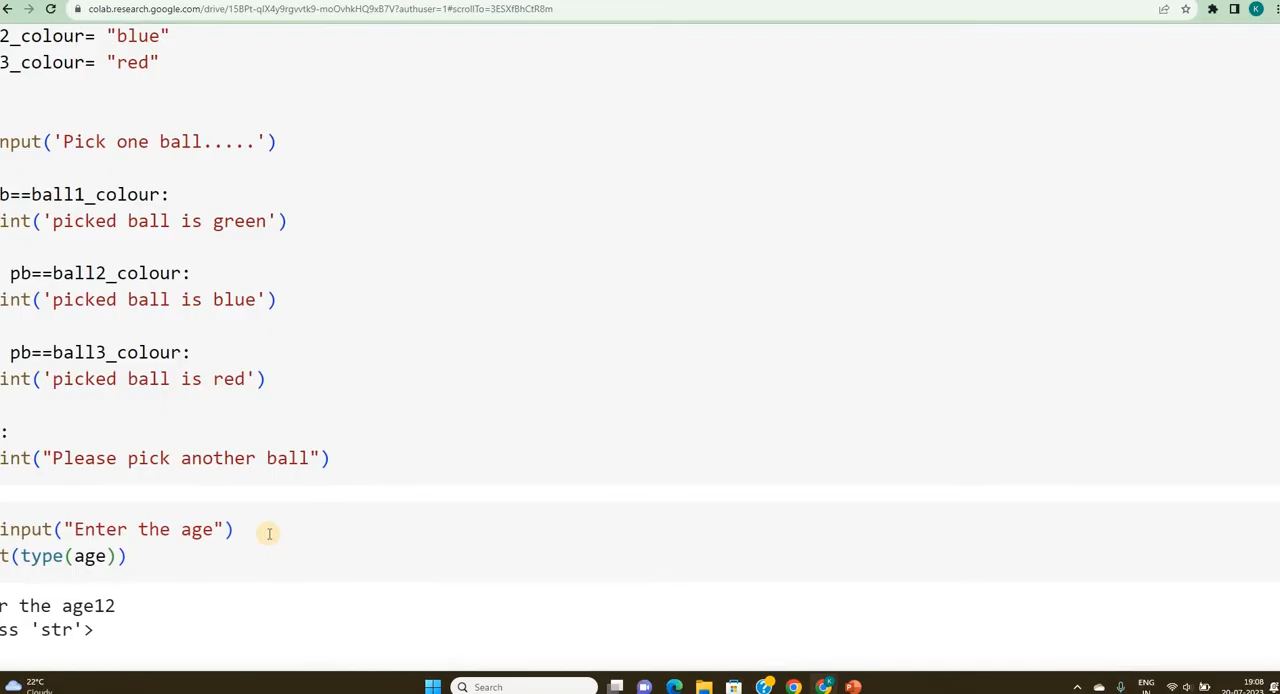 colab.research.google.com/drive/15BPt-qIX4y9rgvvtk9-moOvhkHQ9xB7V?authuser=1#scrollTo=3ESXfBhCtR8m
K
2_colour= "blue"
3_colour= "red"
nput('Pick one ball.....')
b==ball1_colour:
int('picked ball is green')
pb==ball2_colour:
int('picked ball is blue')
pb==ball3_colour:
int('picked ball is red')
:
int("Please pick another ball")
input("Enter the age")
t(type(age))
r the age12
ss 'str'>
22°C
Cloudy
Search
ENG
IN
19:08
20-07-2023